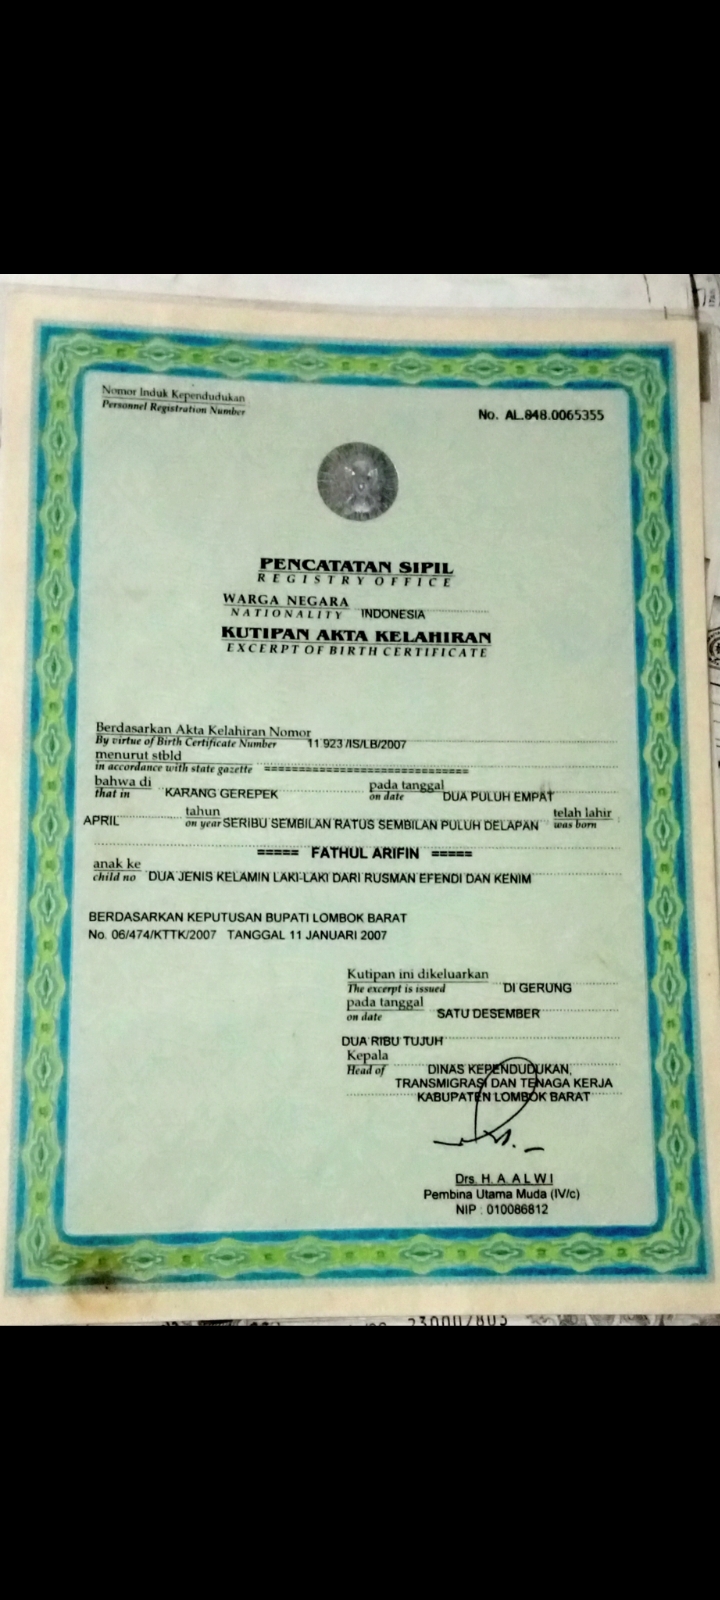 Nomor Induk Kependudukan
Personnel Registration Number
No. AL.848.0065355
PENCATATAN SIPIL
REGISTRY OFFICE
WARGA NEGARA
NATIONALITY INDONESIA
KUTIPAN AKTA KELAHIRAN
EXCERPT OF BIRTH CERTIFICATE
Berdasarkan Akta Kelahiran Nomor
By virtue of Birth Certificate Number 11 923 /IS/LB/2007
menurut stbld
in accordance with state gazette =============================
bahwa di pada tanggal
that in KARANG GEREPEK on date DUA PULUH EMPAT
tahun telah lahir
APRIL on year SERIBU SEMBILAN RATUS SEMBILAN PULUH DELAPAN was born
===== FATHUL ARIFIN =====
anak ke
child no DUA JENIS KELAMIN LAKI-LAKI DARI RUSMAN EFENDI DAN KENIM
BERDASARKAN KEPUTUSAN BUPATI LOMBOK BARAT
No. 06/474/KTTK/2007 TANGGAL 11 JANUARI 2007
Kutipan ini dikeluarkan
The excerpt is issued DI GERUNG
pada tanggal
on date SATU DESEMBER
DUA RIBU TUJUH
Kepala
Head of DINAS KEPENDUDUKAN,
TRANSMIGRASI DAN TENAGA KERJA
KABUPATEN LOMBOK BARAT
Drs. H. A. A L W I
Pembina Utama Muda (IV/c)
NIP : 010086812